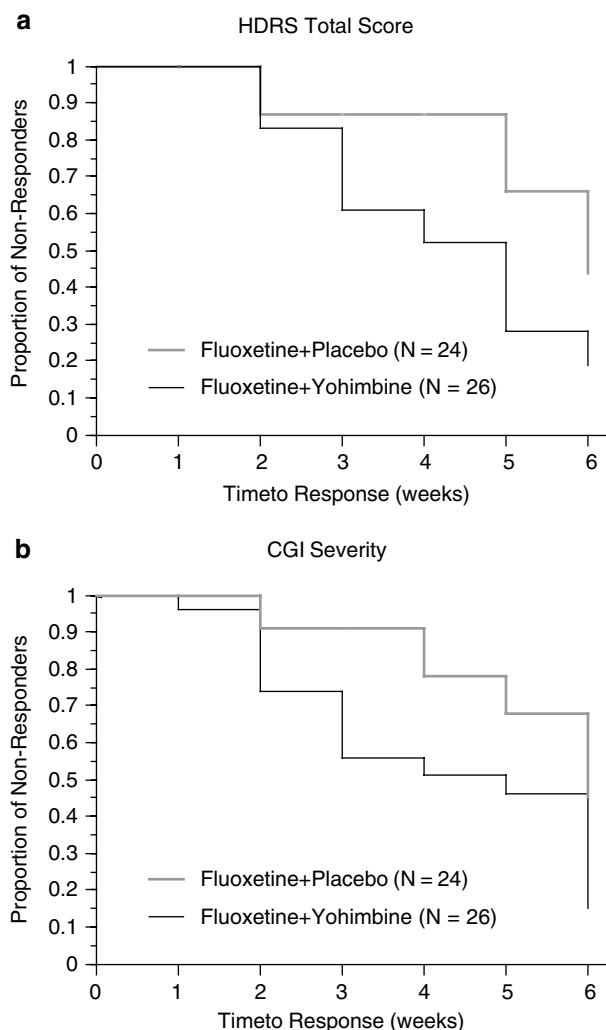 a
HDRS Total Score
1
0.9
0.8
0.7
0.6
0.5
0.4
0.3
0.2
0.1
0
Proportion of Non-Responders
Fluoxetine+Placebo (N = 24)
Fluoxetine+Yohimbine (N = 26)
0 1 2 3 4 5 6
Timeto Response (weeks)
b
CGI Severity
1
0.9
0.8
0.7
0.6
0.5
0.4
0.3
0.2
0.1
0
Proportion of Non-Responders
Fluoxetine+Placebo (N = 24)
Fluoxetine+Yohimbine (N = 26)
0 1 2 3 4 5 6
Timeto Response (weeks)